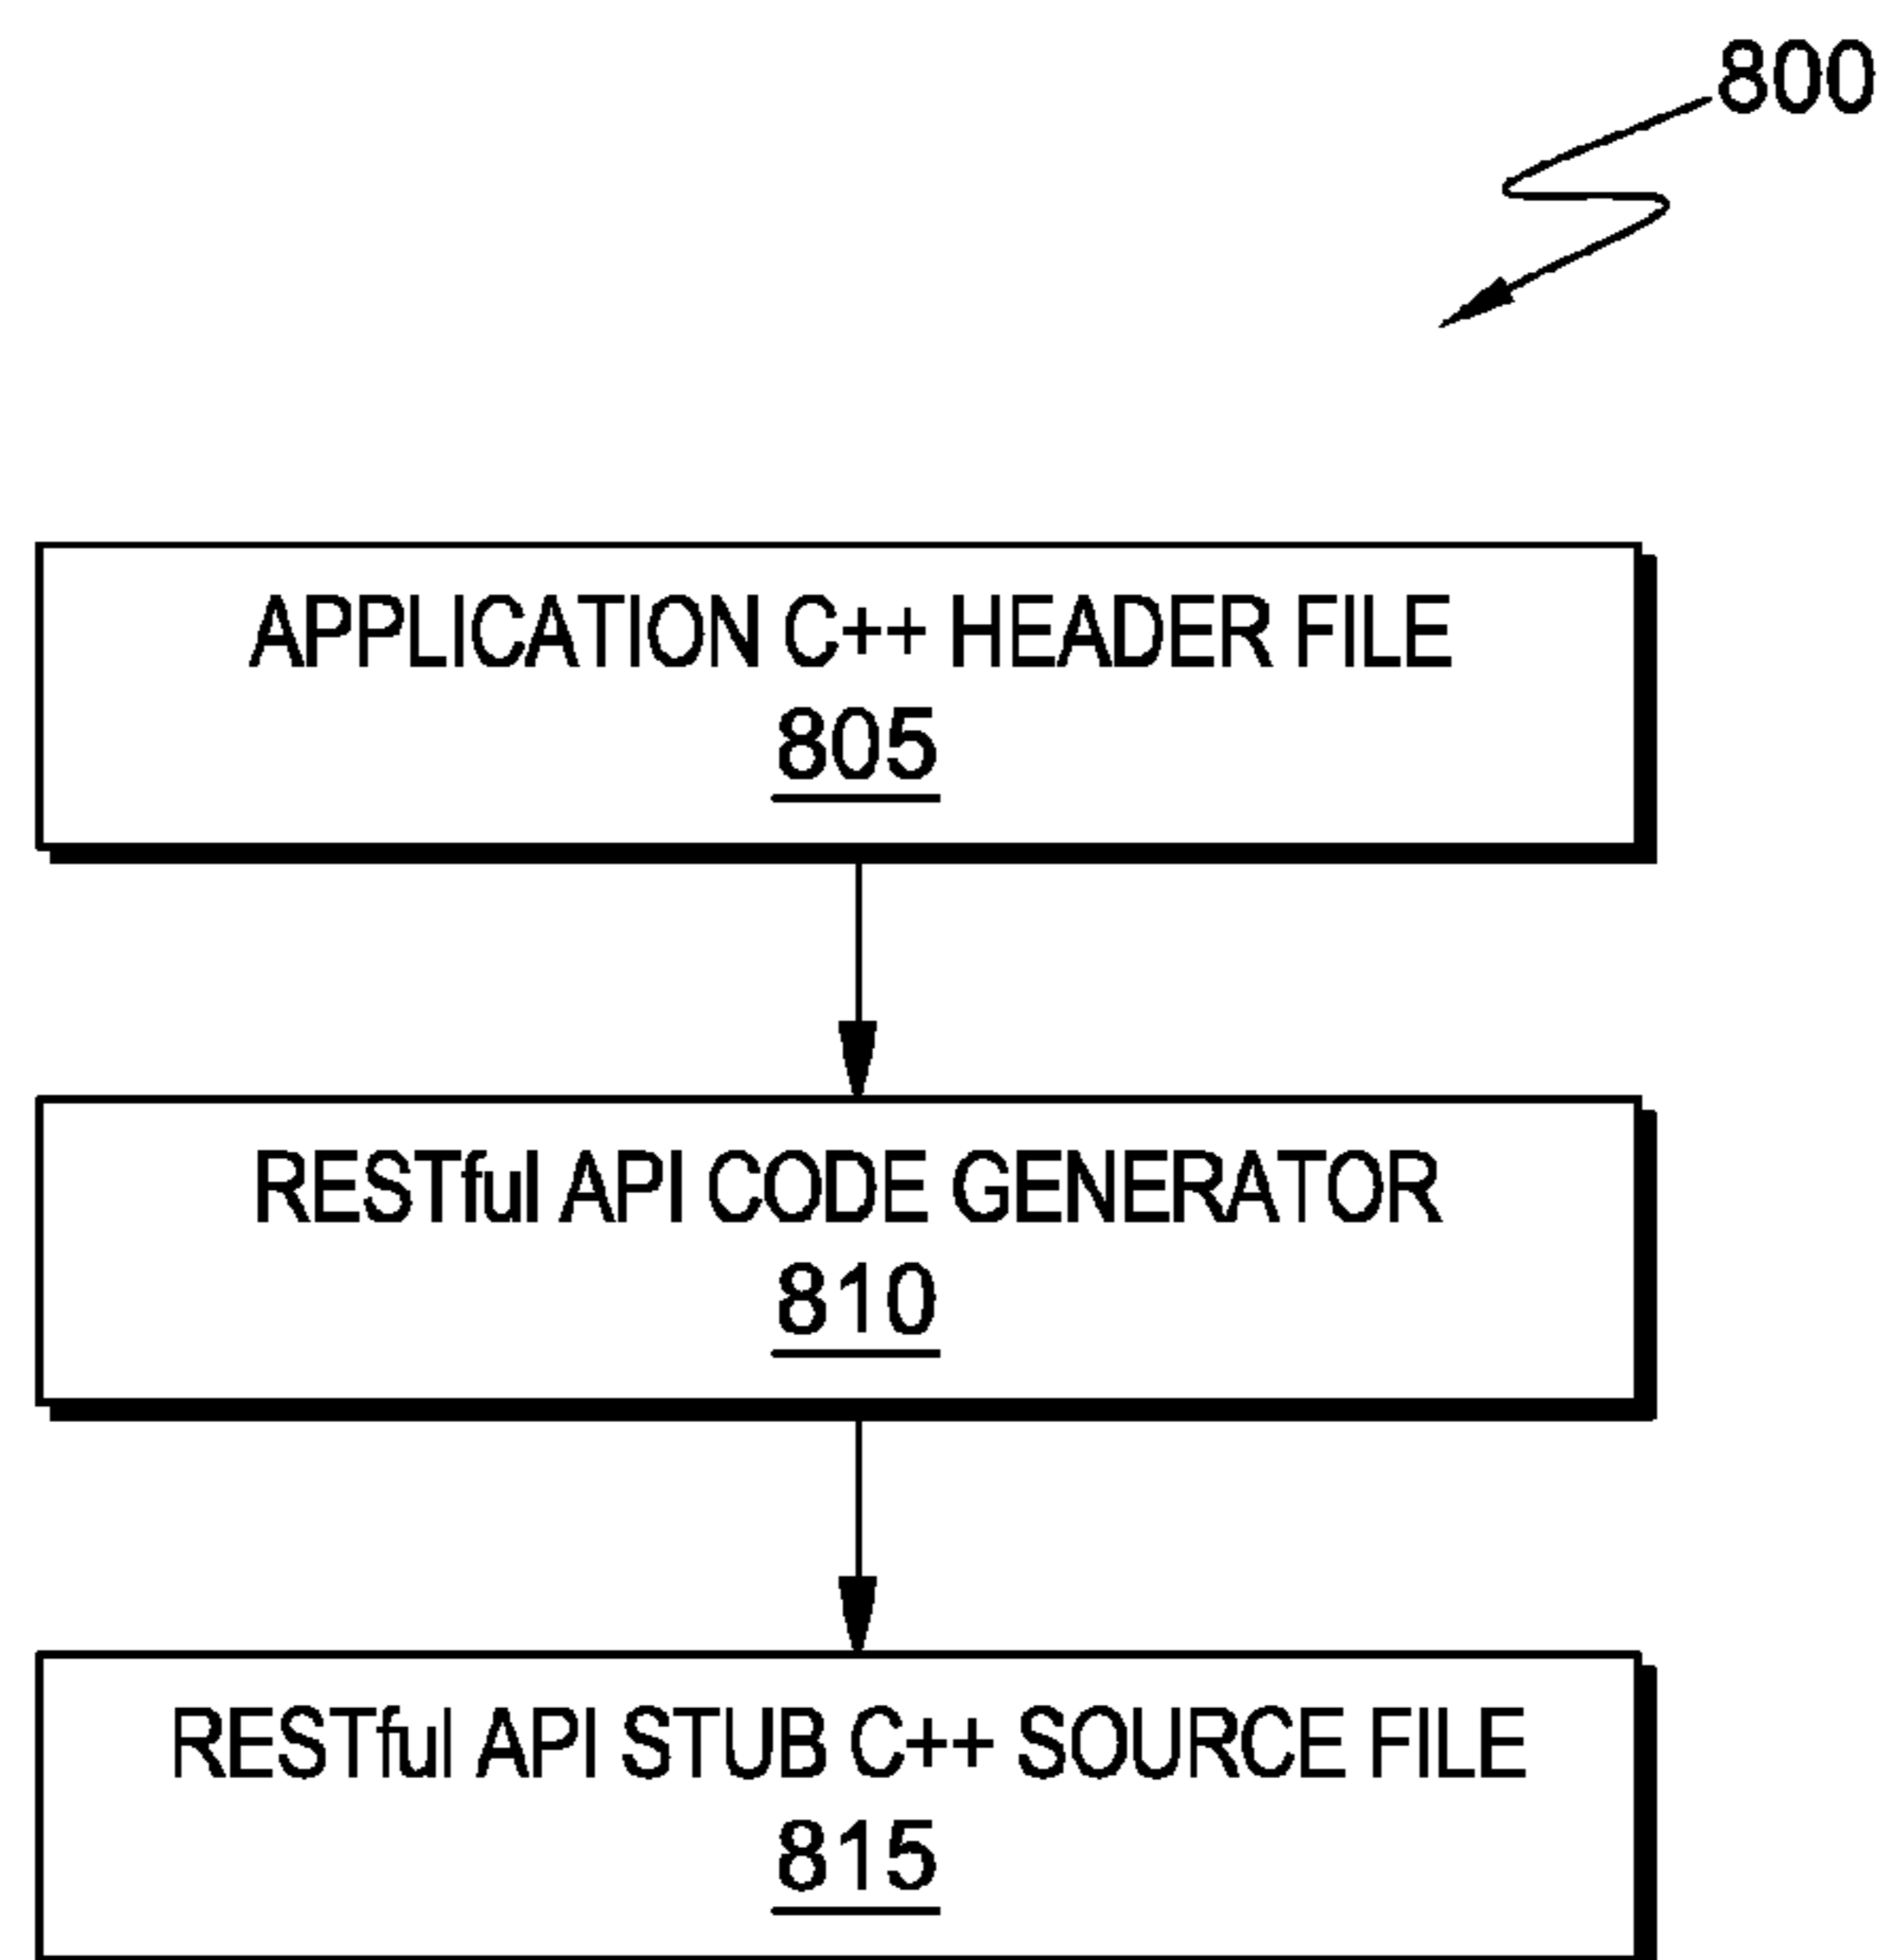 800
APPLICATION C++ HEADER FILE
805
RESTful API CODE GENERATOR
810
RESTful API STUB C++ SOURCE FILE
815